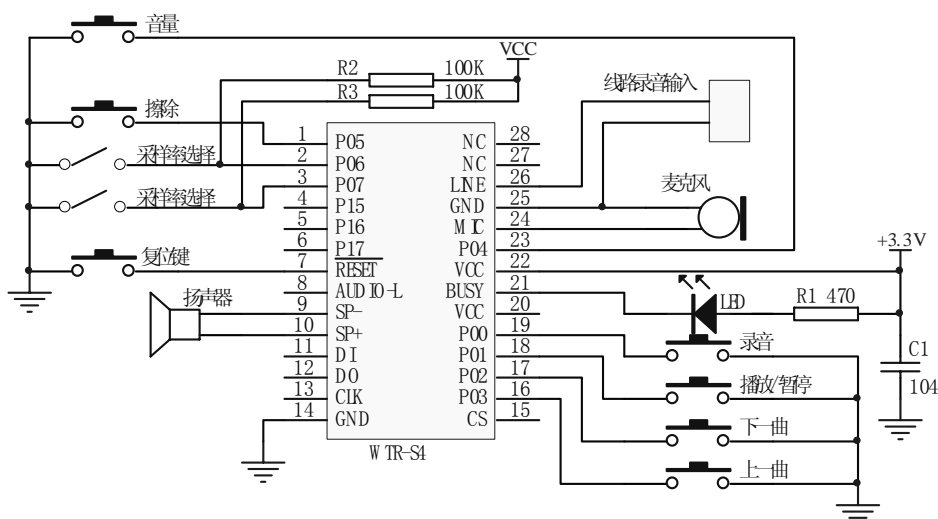 音量
VCC
R2 100K
R3 100K
线路录音输入
擦除
采样率选择
采样率选择
麦克风
复位键
扬声器
1 P05
2 P06
3 P07
4 P15
5 P16
6 P17
7 RESET
8 AUDIO-L
9 SP-
10 SP+
11 DI
12 DO
13 CLK
14 GND
NC 28
NC 27
LINE 26
GND 25
MIC 24
P04 23
VCC 22
BUSY 21
VCC 20
P00 19
P01 18
P02 17
P03 16
CS 15
WTR-S4
+3.3V
LED
R1 470
C1
104
录音
播放/暂停
下一曲
上一曲